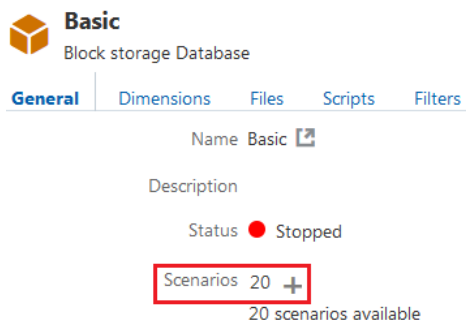 Basic
Block storage Database
General Dimensions Files Scripts Filters
Name Basic
Description
Status Stopped
Scenarios 20 +
20 scenarios available